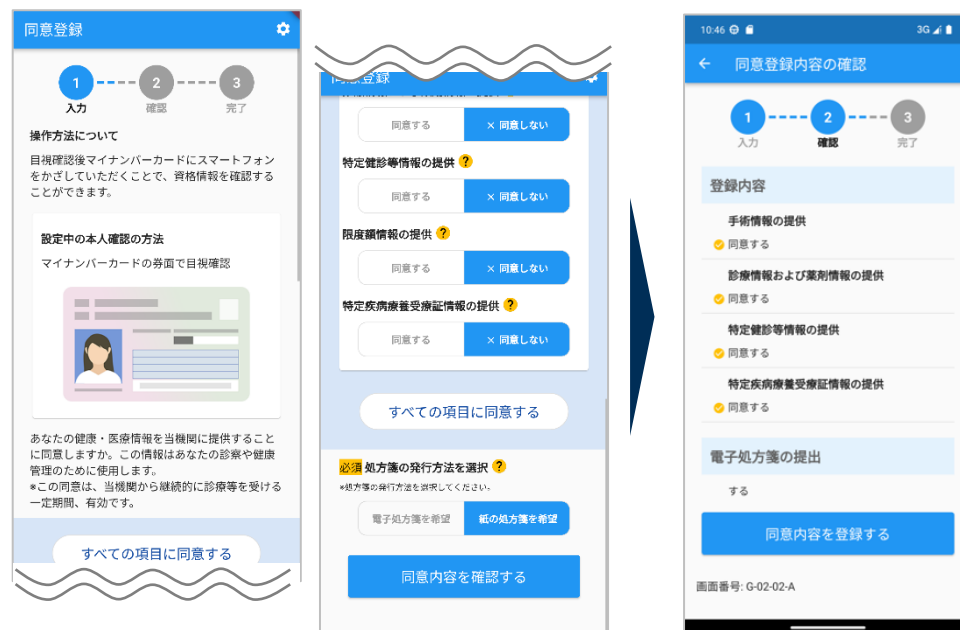 同意登録
1
2
3
入力
確認
完了
操作方法について
目視確認後マイナンバーカードにスマートフォン
をかざしていただくことで、資格情報を確認する
ことができます。
設定中の本人確認の方法
マイナンバーカードの券面で目視確認
あなたの健康・医療情報を当機関に提供すること
に同意しますか。この情報はあなたの診察や健康
管理のために使用します。
※この同意は、当機関から継続的に診療等を受ける
一定期間、有効です。
すべての項目に同意する
同意登録
同意する
× 同意しない
特定健診等情報の提供 ?
同意する
× 同意しない
限度額情報の提供 ?
同意する
× 同意しない
特定疾病療養受療証情報の提供 ?
同意する
× 同意しない
すべての項目に同意する
必須 処方箋の発行方法を選択 ?
※処方箋の発行方法を選択してください。
電子処方箋を希望
紙の処方箋を希望
同意内容を確認する
10:46
3G
← 同意登録内容の確認
1
2
3
入力
確認
完了
登録内容
手術情報の提供
同意する
診療情報および薬剤情報の提供
同意する
特定健診等情報の提供
同意する
特定疾病療養受療証情報の提供
同意する
電子処方箋の提出
する
同意内容を登録する
画面番号: G-02-02-A